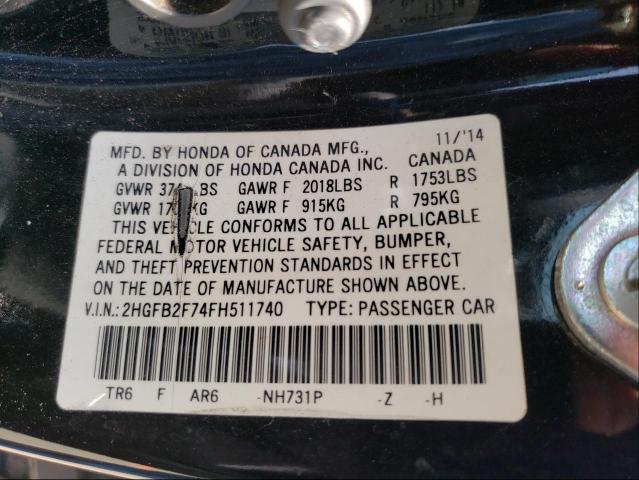 MFD. BY HONDA OF CANADA MFG., 11/'14
A DIVISION OF HONDA CANADA INC. CANADA
GVWR GAWR F 2018LBS R 1753LBS
GVWR GAWR F 915KG R 795KG
THIS VEHICLE CONFORMS TO ALL APPLICABLE
FEDERAL MOTOR VEHICLE SAFETY, BUMPER,
AND THEFT PREVENTION STANDARDS IN EFFECT
ON THE DATE OF MANUFACTURE SHOWN ABOVE.
V.I.N.: 2HGFB2F74FH511740 TYPE: PASSENGER CAR
TR6 F AR6 -NH731P -Z -H